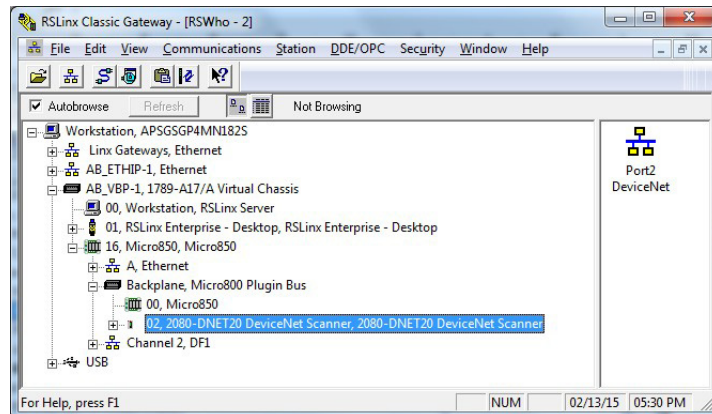 RSLinx Classic Gateway - [RSWho - 2]
File Edit View Communications Station DDE/OPC Security Window Help
Autobrowse Refresh Not Browsing
Workstation, APSGSGP4MN182S
Linx Gateways, Ethernet
AB_ETHIP-1, Ethernet
AB_VBP-1, 1789-A17/A Virtual Chassis
00, Workstation, RSLinx Server
01, RSLinx Enterprise - Desktop, RSLinx Enterprise - Desktop
16, Micro850, Micro850
A, Ethernet
Backplane, Micro800 Plugin Bus
00, Micro850
02, 2080-DNET20 DeviceNet Scanner, 2080-DNET20 DeviceNet Scanner
Channel 2, DF1
USB
Port2
DeviceNet
For Help, press F1 NUM 02/13/15 05:30 PM